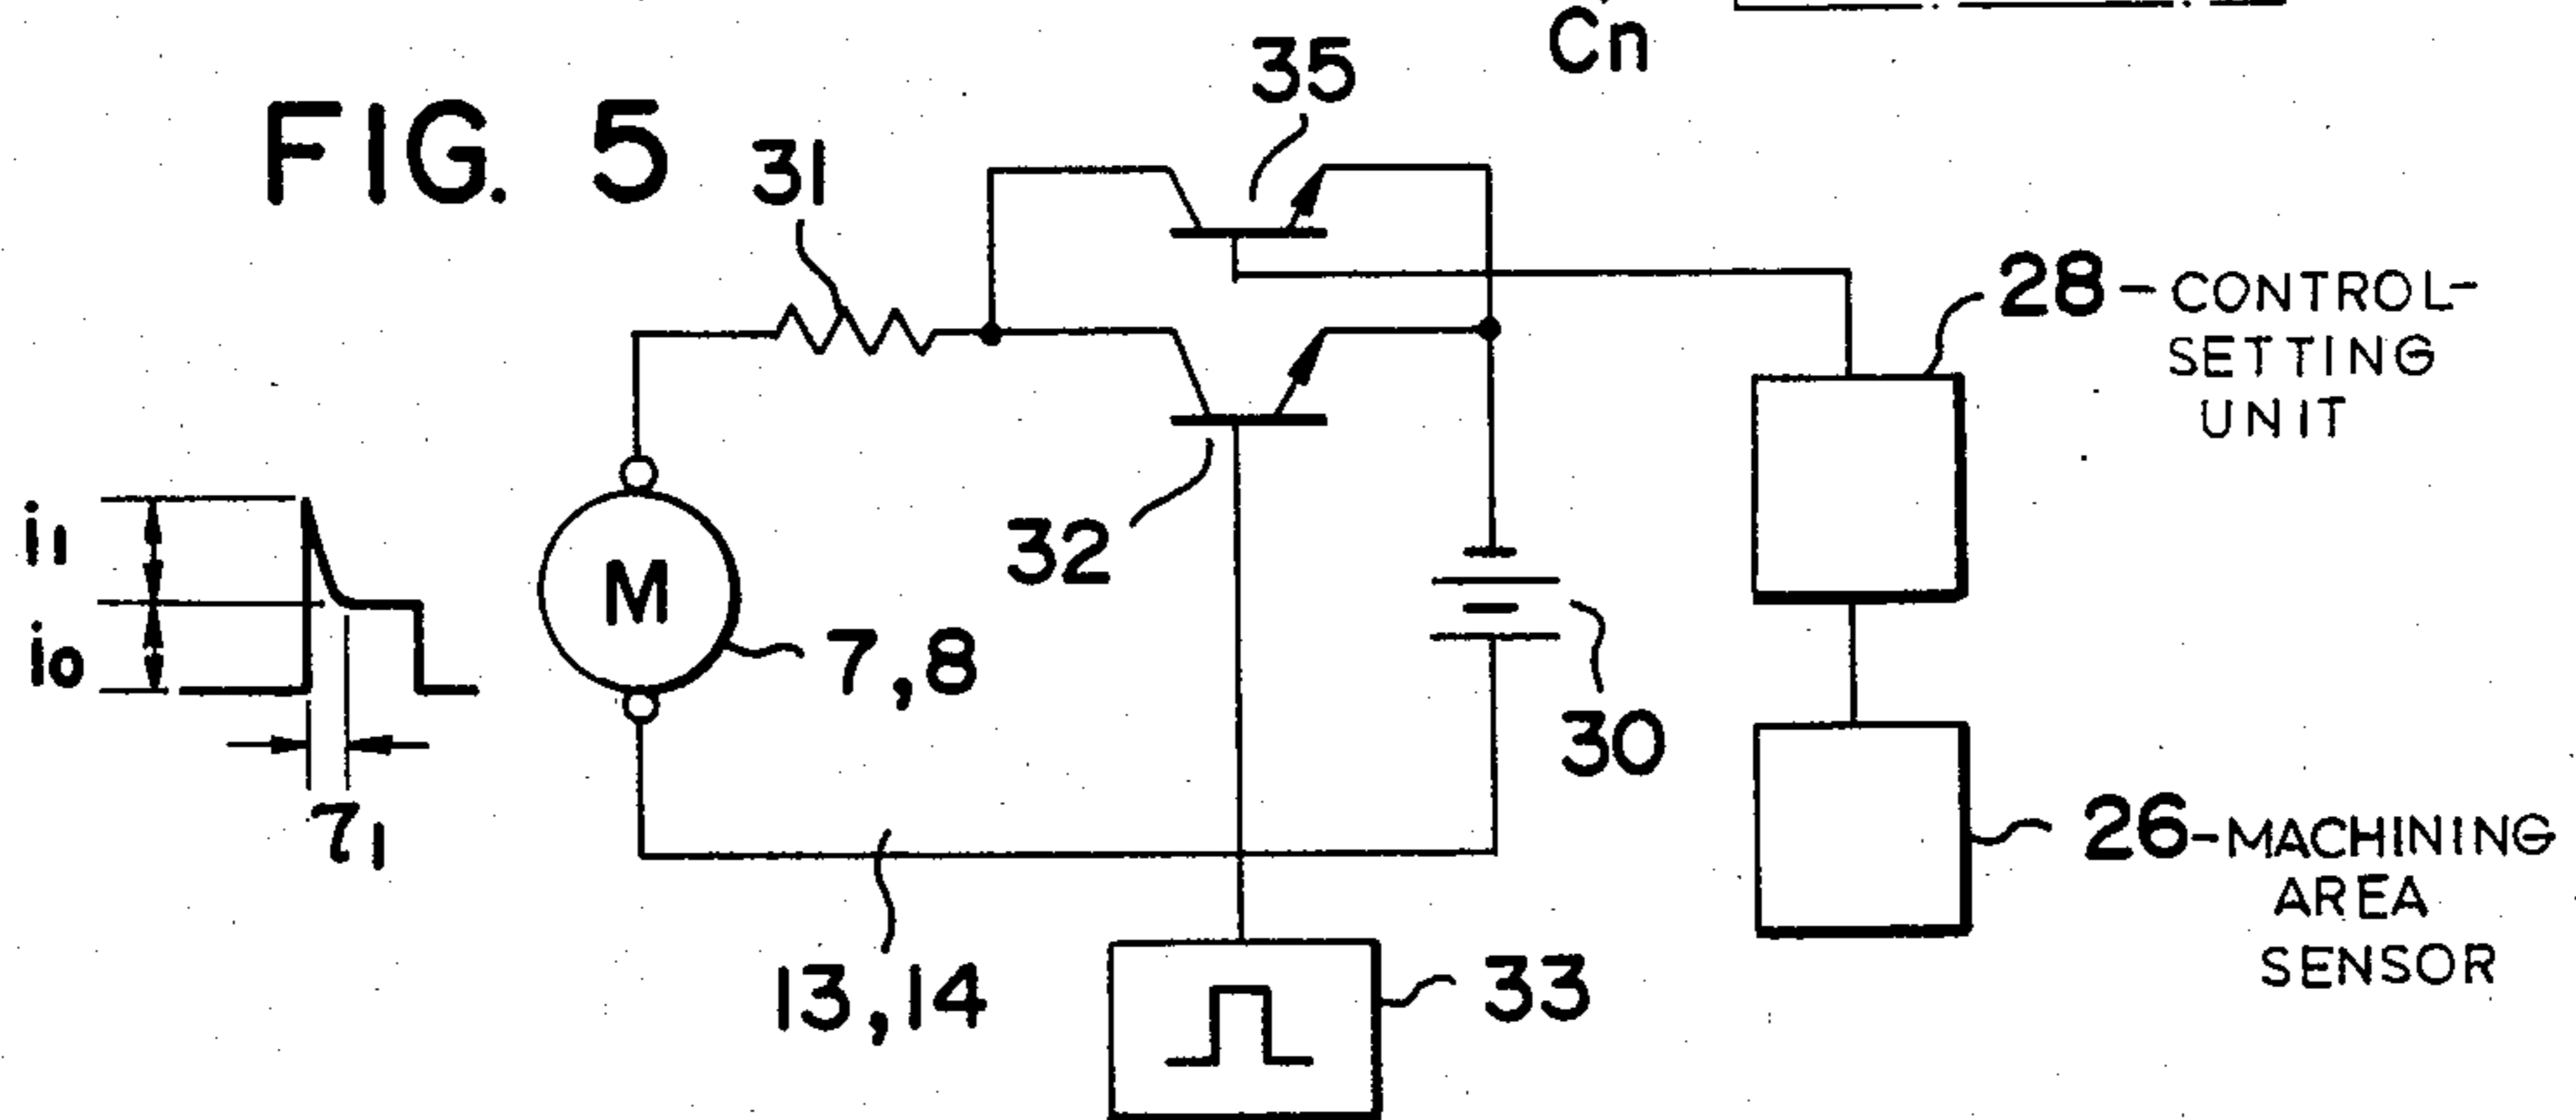 Cn
FIG. 5
35
31
28-CONTROL-
SETTING
UNIT
32
i1
M
i0
7,8
30
τ1
26-MACHINING
AREA
SENSOR
13,14
33